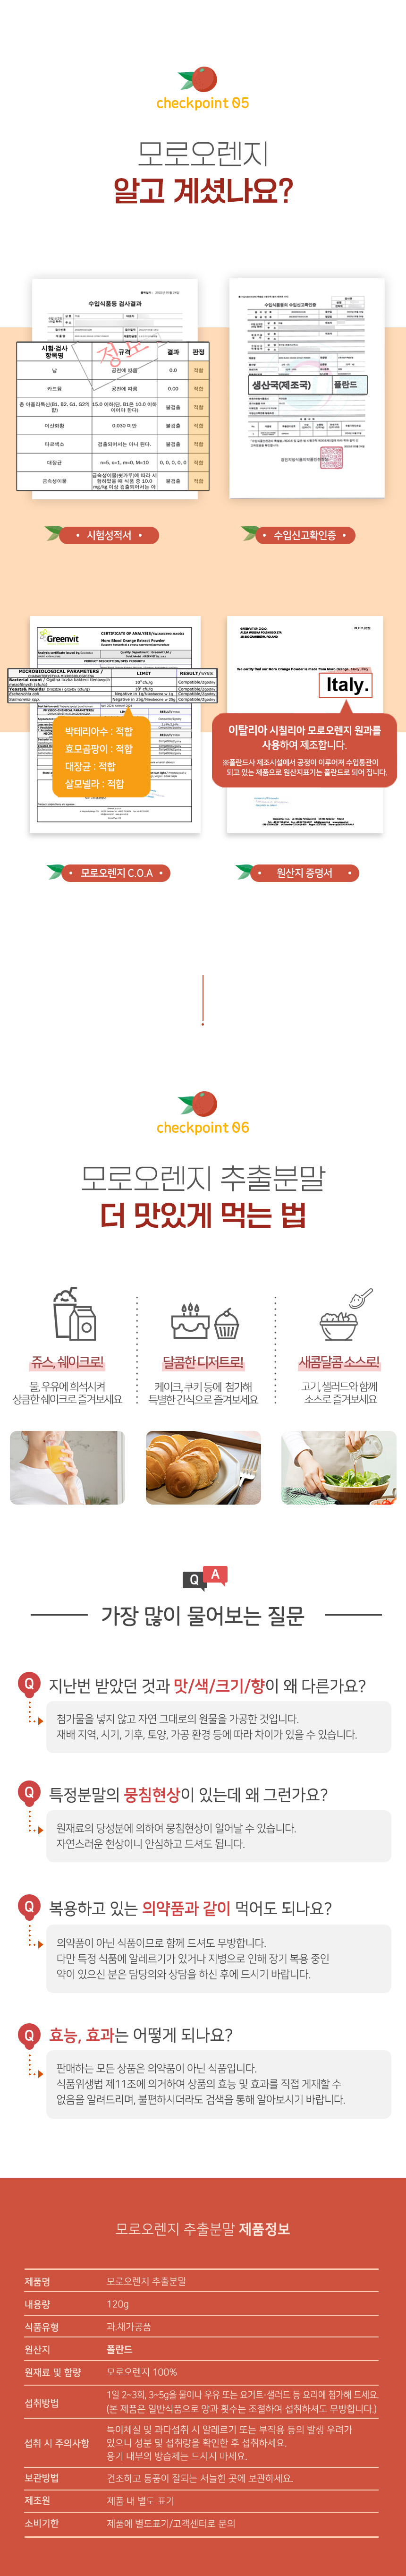 checkpoint 05
모로오렌지
알고 계셨나요?
수입식품등 검사결과
시험·검사 항목명 규격 결과 판정
납 공전에 따름 0.0 적합
카드뮴 공전에 따름 0.00 적합
총 아플라톡신(B1, B2, G1, G2의 합) 15.0 이하(단, B1은 10.0 이하이어야 한다) 불검출 적합
이산화황 0.030 미만 불검출 적합
타르색소 검출되어서는 아니 된다. 불검출 적합
대장균 n=5, c=1, m=0, M=10 0, 0, 0, 0, 0 적합
금속성이물 금속성이물(쇳가루)에 따라 시험하였을 때 식품 중 10.0 mg/kg 이상 검출되어서는 아 불검출 적합
수입식품등의 수입신고확인증
생산국(제조국) 폴란드
시험성적서
수입신고확인증
Greenvit
CERTIFICATE OF ANALYSIS
Moro Blood Orange Extract Powder
MICROBIOLOGICAL PARAMETERS /
LIMIT RESULT/
Bacterial count /
Yeast& Moulds/
Escherichia coli Negative in 1g
Salmonella spp. Negative in 25g
박테리아수 : 적합
효모곰팡이 : 적합
대장균 : 적합
살모넬라 : 적합
We certify that our Moro Orange Powder is made from Moro Orange,
Italy.
이탈리아 시칠리아 모로오렌지 원과를
사용하여 제조합니다.
※폴란드사 제조시설에서 공정이 이루어져 수입통관이
되고 있는 제품으로 원산지표기는 폴란드로 되어 집니다.
모로오렌지 C.O.A
원산지 증명서
checkpoint 06
모로오렌지 추출분말
더 맛있게 먹는 법
쥬스, 쉐이크로!
물, 우유에 희석시켜
상큼한 쉐이크로 즐겨보세요
달콤한 디저트로!
케이크, 쿠키 등에 첨가해
특별한 간식으로 즐겨보세요
새콤달콤 소스로!
고기, 샐러드와 함께
소스로 즐겨보세요
Q A
가장 많이 물어보는 질문
Q 지난번 받았던 것과 맛/색/크기/향이 왜 다른가요?
첨가물을 넣지 않고 자연 그대로의 원물을 가공한 것입니다.
재배 지역, 시기, 기후, 토양, 가공 환경 등에 따라 차이가 있을 수 있습니다.
Q 특정분말의 뭉침현상이 있는데 왜 그런가요?
원재료의 당성분에 의하여 뭉침현상이 일어날 수 있습니다.
자연스러운 현상이니 안심하고 드셔도 됩니다.
Q 복용하고 있는 의약품과 같이 먹어도 되나요?
의약품이 아닌 식품이므로 함께 드셔도 무방합니다.
다만 특정 식품에 알레르기가 있거나 지병으로 인해 장기 복용 중인
약이 있으신 분은 담당의와 상담을 하신 후에 드시기 바랍니다.
Q 효능, 효과는 어떻게 되나요?
판매하는 모든 상품은 의약품이 아닌 식품입니다.
식품위생법 제11조에 의거하여 상품의 효능 및 효과를 직접 게재할 수
없음을 알려드리며, 불편하시더라도 검색을 통해 알아보시기 바랍니다.
모로오렌지 추출분말 제품정보
제품명 모로오렌지 추출분말
내용량 120g
식품유형 과.채가공품
원산지 폴란드
원재료 및 함량 모로오렌지 100%
섭취방법 1일 2~3회, 3~5g을 물이나 우유 또는 요거트·샐러드 등 요리에 첨가해 드세요.
(본 제품은 일반식품으로 양과 횟수는 조절하여 섭취하셔도 무방합니다.)
섭취 시 주의사항 특이체질 및 과다섭취 시 알레르기 또는 부작용 등의 발생 우려가
있으니 성분 및 섭취량을 확인한 후 섭취하세요.
용기 내부의 방습제는 드시지 마세요.
보관방법 건조하고 통풍이 잘되는 서늘한 곳에 보관하세요.
제조원 제품 내 별도 표기
소비기한 제품에 별도표기/고객센터로 문의